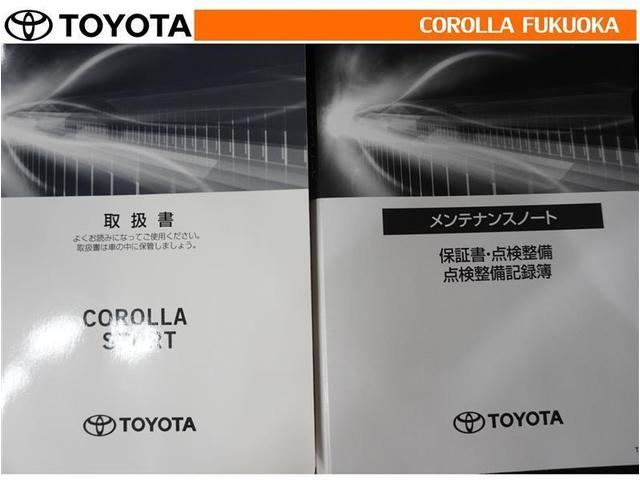 TOYOTA
COROLLA FUKUOKA
取扱書
よくお読みになってご使用ください。
取扱書は車の中に保管しましょう。
COROLLA
TOYOTA
メンテナンスノート
保証書・点検整備
点検整備記録簿
TOYOTA